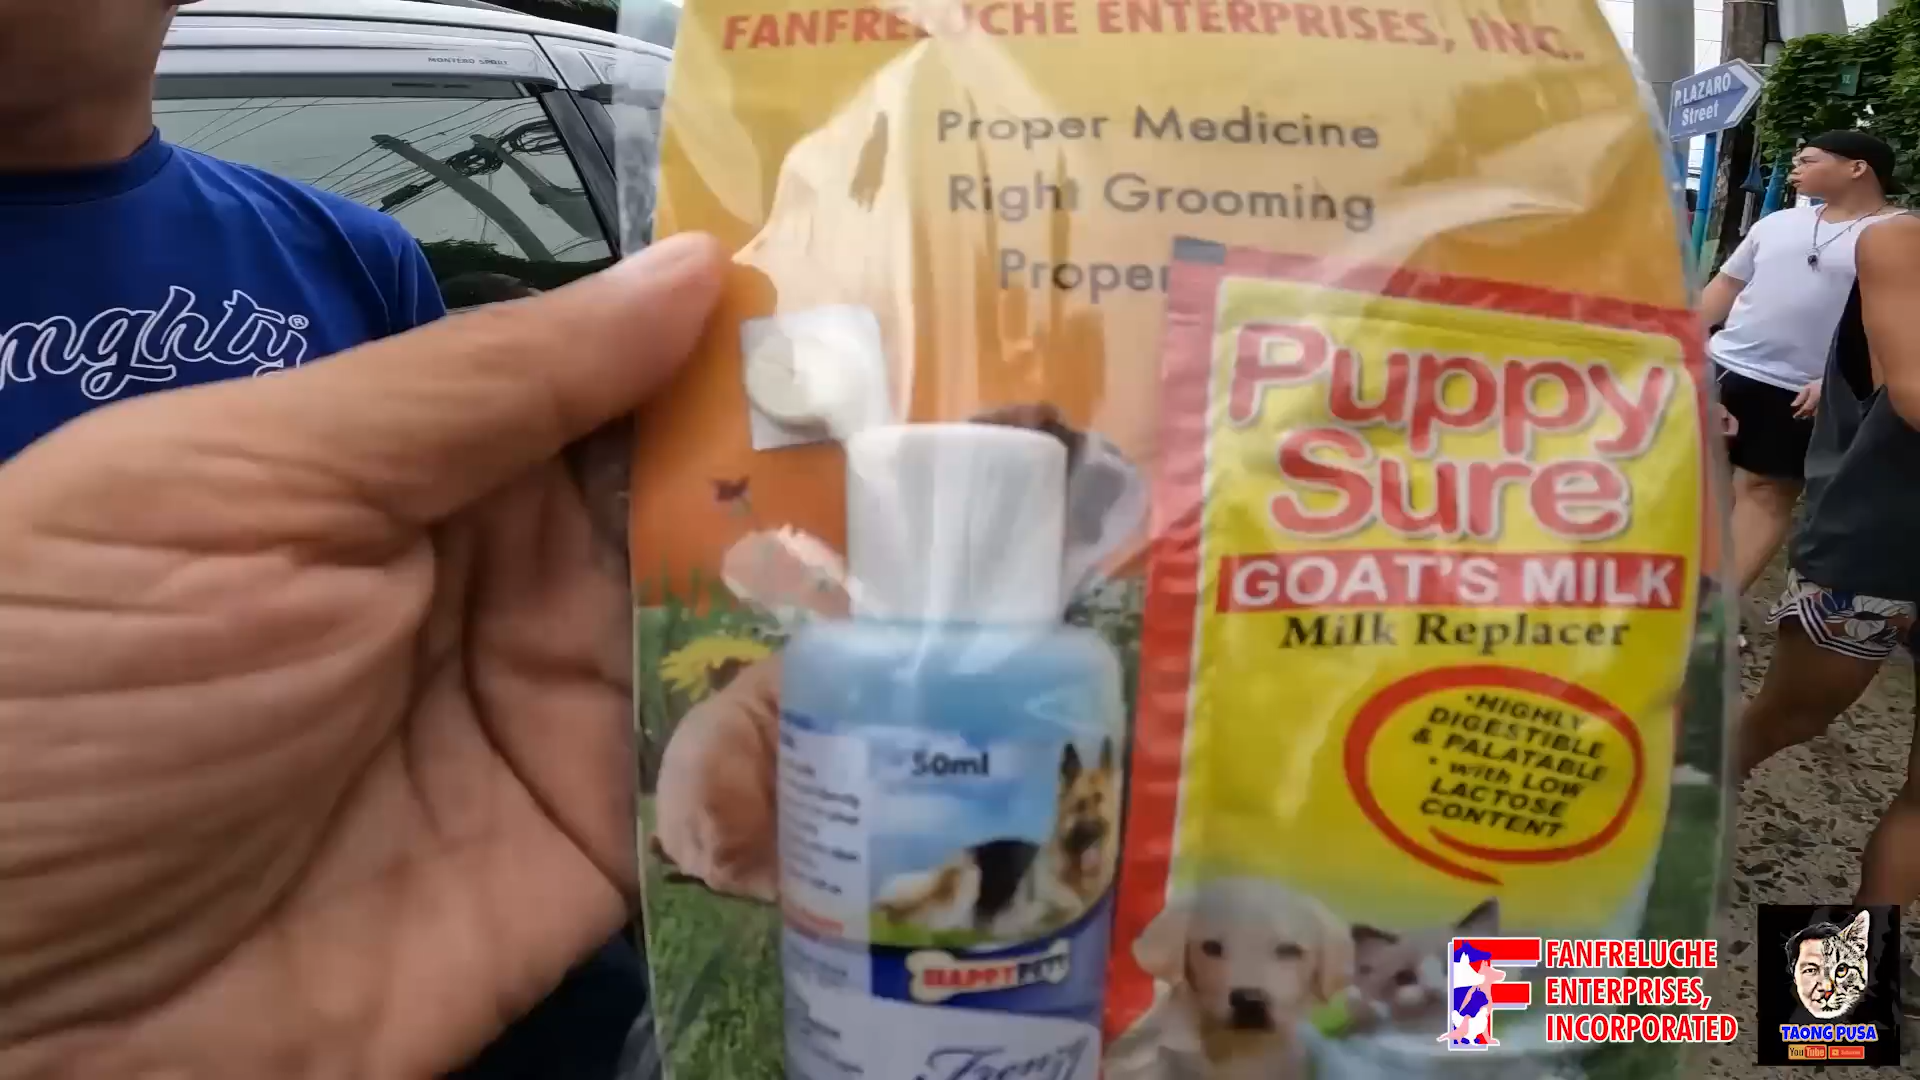 MONTERO SPORT
mghty®
FANFRELUCHE ENTERPRISES, INC.
Proper Medicine
Right Grooming
Proper
P. LAZARO
Street
Puppy
Sure
GOAT'S MILK
Milk Replacer
•HIGHLY
DIGESTIBLE
& PALATABLE
• with LOW
LACTOSE
CONTENT
50ml
HAPPY PETS
FANFRELUCHE
ENTERPRISES,
INCORPORATED
TAONG PUSA
YouTube